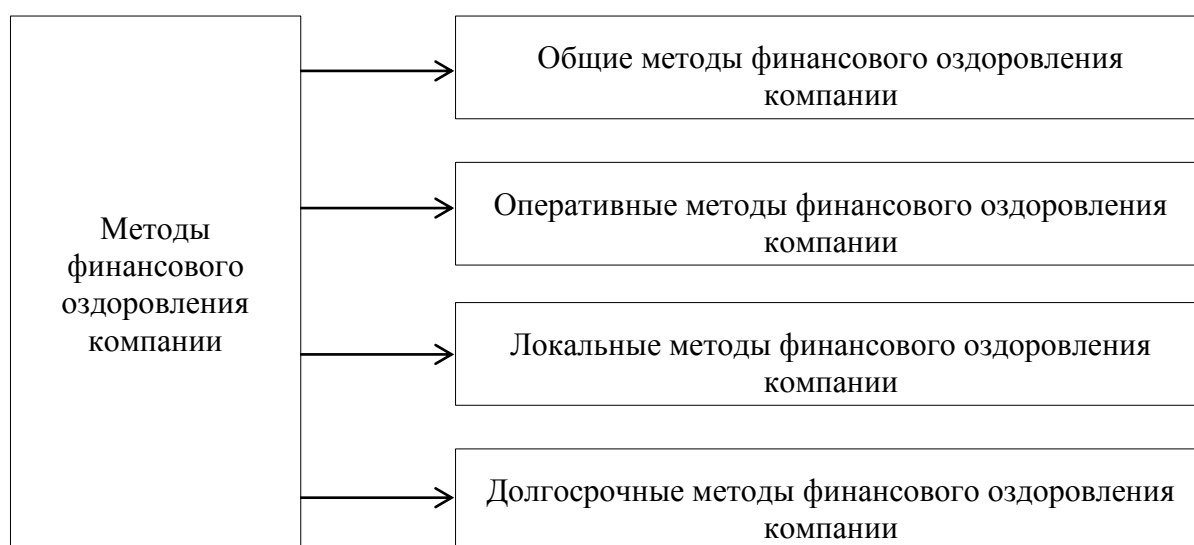 Методы
финансового
оздоровления
компании
Общие методы финансового оздоровления
компании
Оперативные методы финансового оздоровления
компании
Локальные методы финансового оздоровления
компании
Долгосрочные методы финансового оздоровления
компании